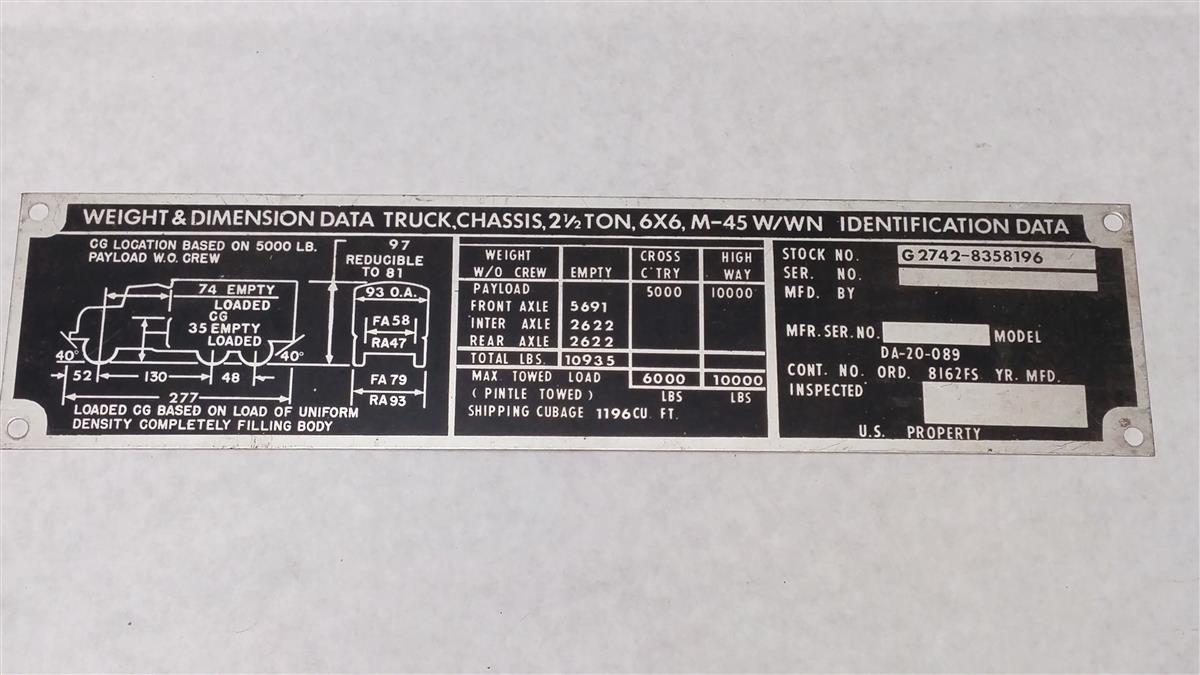 WEIGHT & DIMENSION DATA TRUCK, CHASSIS, 2½ TON, 6X6, M-45 W/WN IDENTIFICATION DATA
CG LOCATION BASED ON 5000 LB.
PAYLOAD W.O. CREW
97
REDUCIBLE
TO 81
74 EMPTY
LOADED
CG
35 EMPTY
LOADED
93 O.A.
FA58
RA47
40°
40°
52
130
48
277
FA 79
RA93
LOADED CG BASED ON LOAD OF UNIFORM
DENSITY COMPLETELY FILLING BODY
WEIGHT CROSS HIGH
W/O CREW EMPTY C'TRY WAY
PAYLOAD 5000 10000
FRONT AXLE 5691
INTER AXLE 2622
REAR AXLE 2622
TOTAL LBS. 10935
MAX TOWED LOAD 6000 10000
(PINTLE TOWED) LBS LBS
SHIPPING CUBAGE 1196 CU. FT.
STOCK NO. G2742-8358196
SER. NO.
MFD. BY
MFR. SER. NO. MODEL
DA-20-089
CONT. NO. ORD. 8162FS YR. MFD.
INSPECTED
U.S. PROPERTY